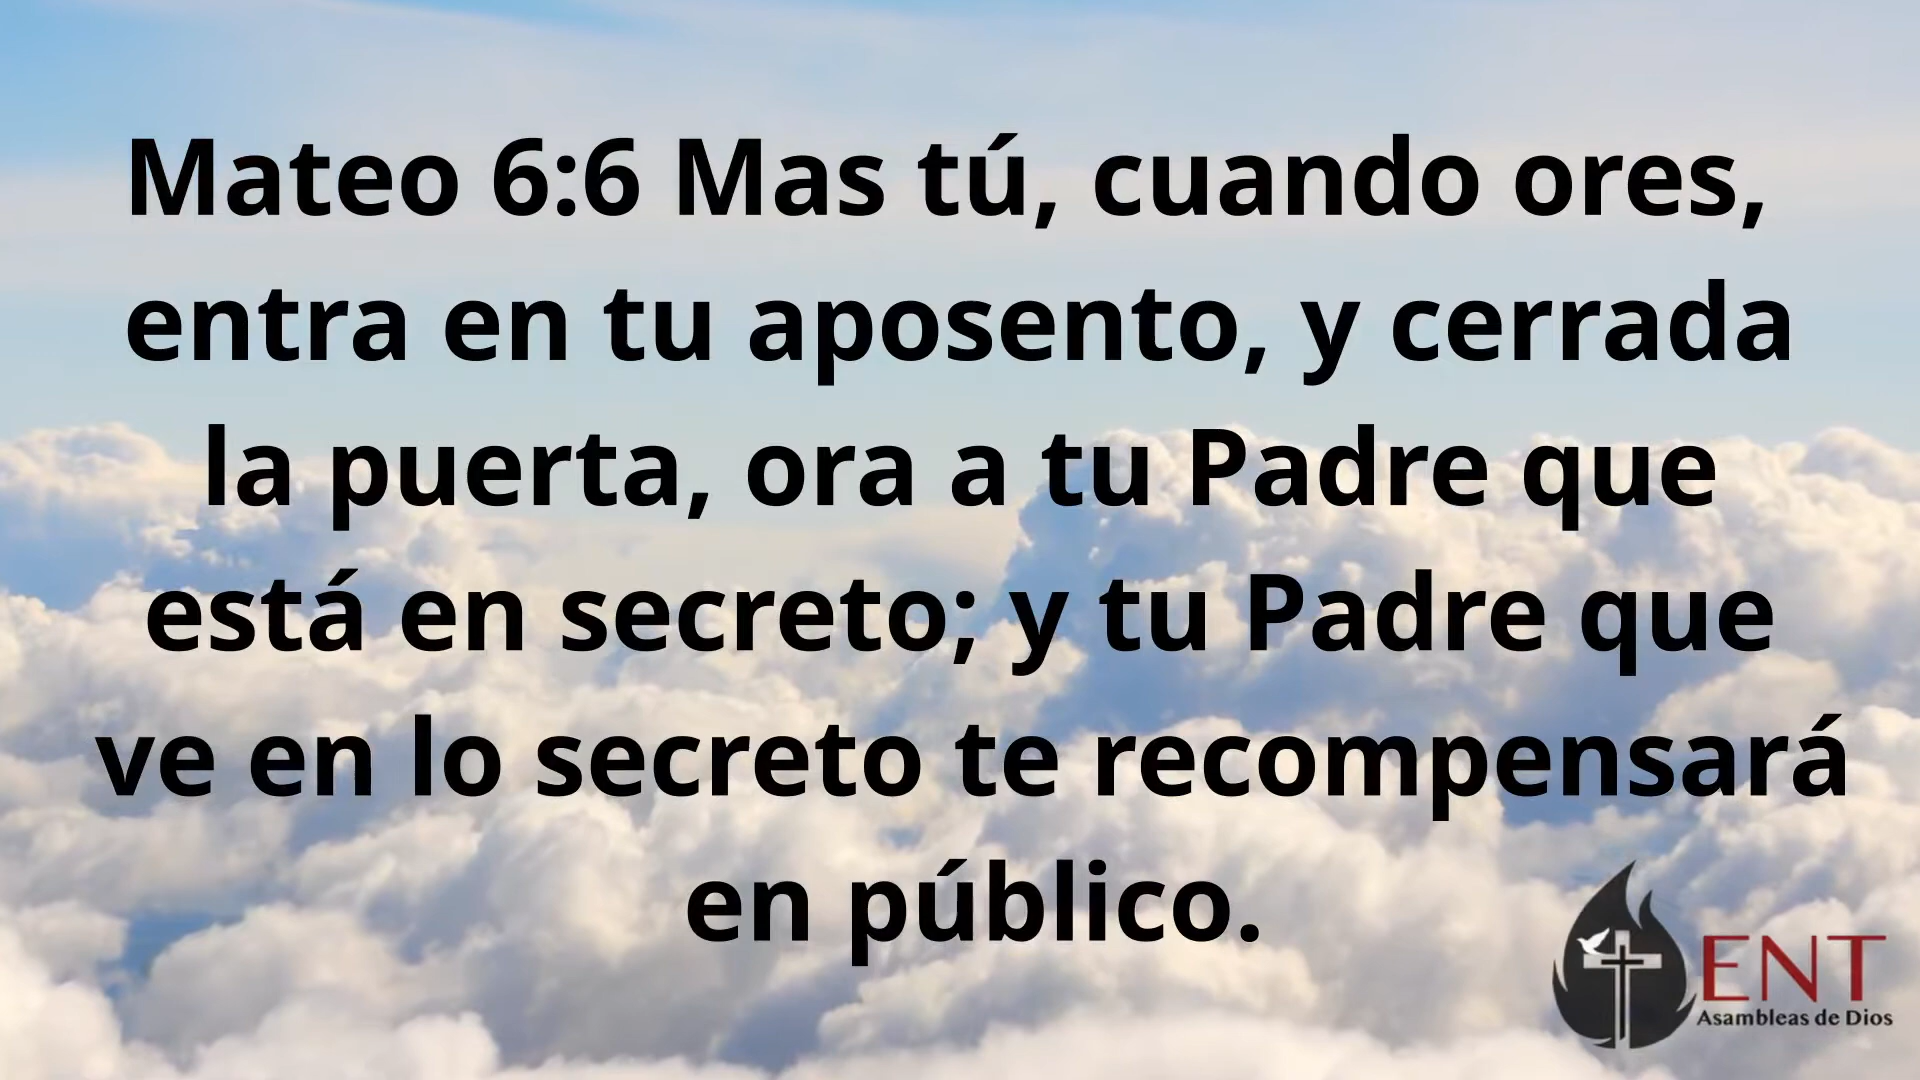 Mateo 6:6 Mas tú, cuando ores,
entra en tu aposento, y cerrada
la puerta, ora a tu Padre que
está en secreto; y tu Padre que
ve en lo secreto te recompensará
en público.
ENT
Asambleas de Dios